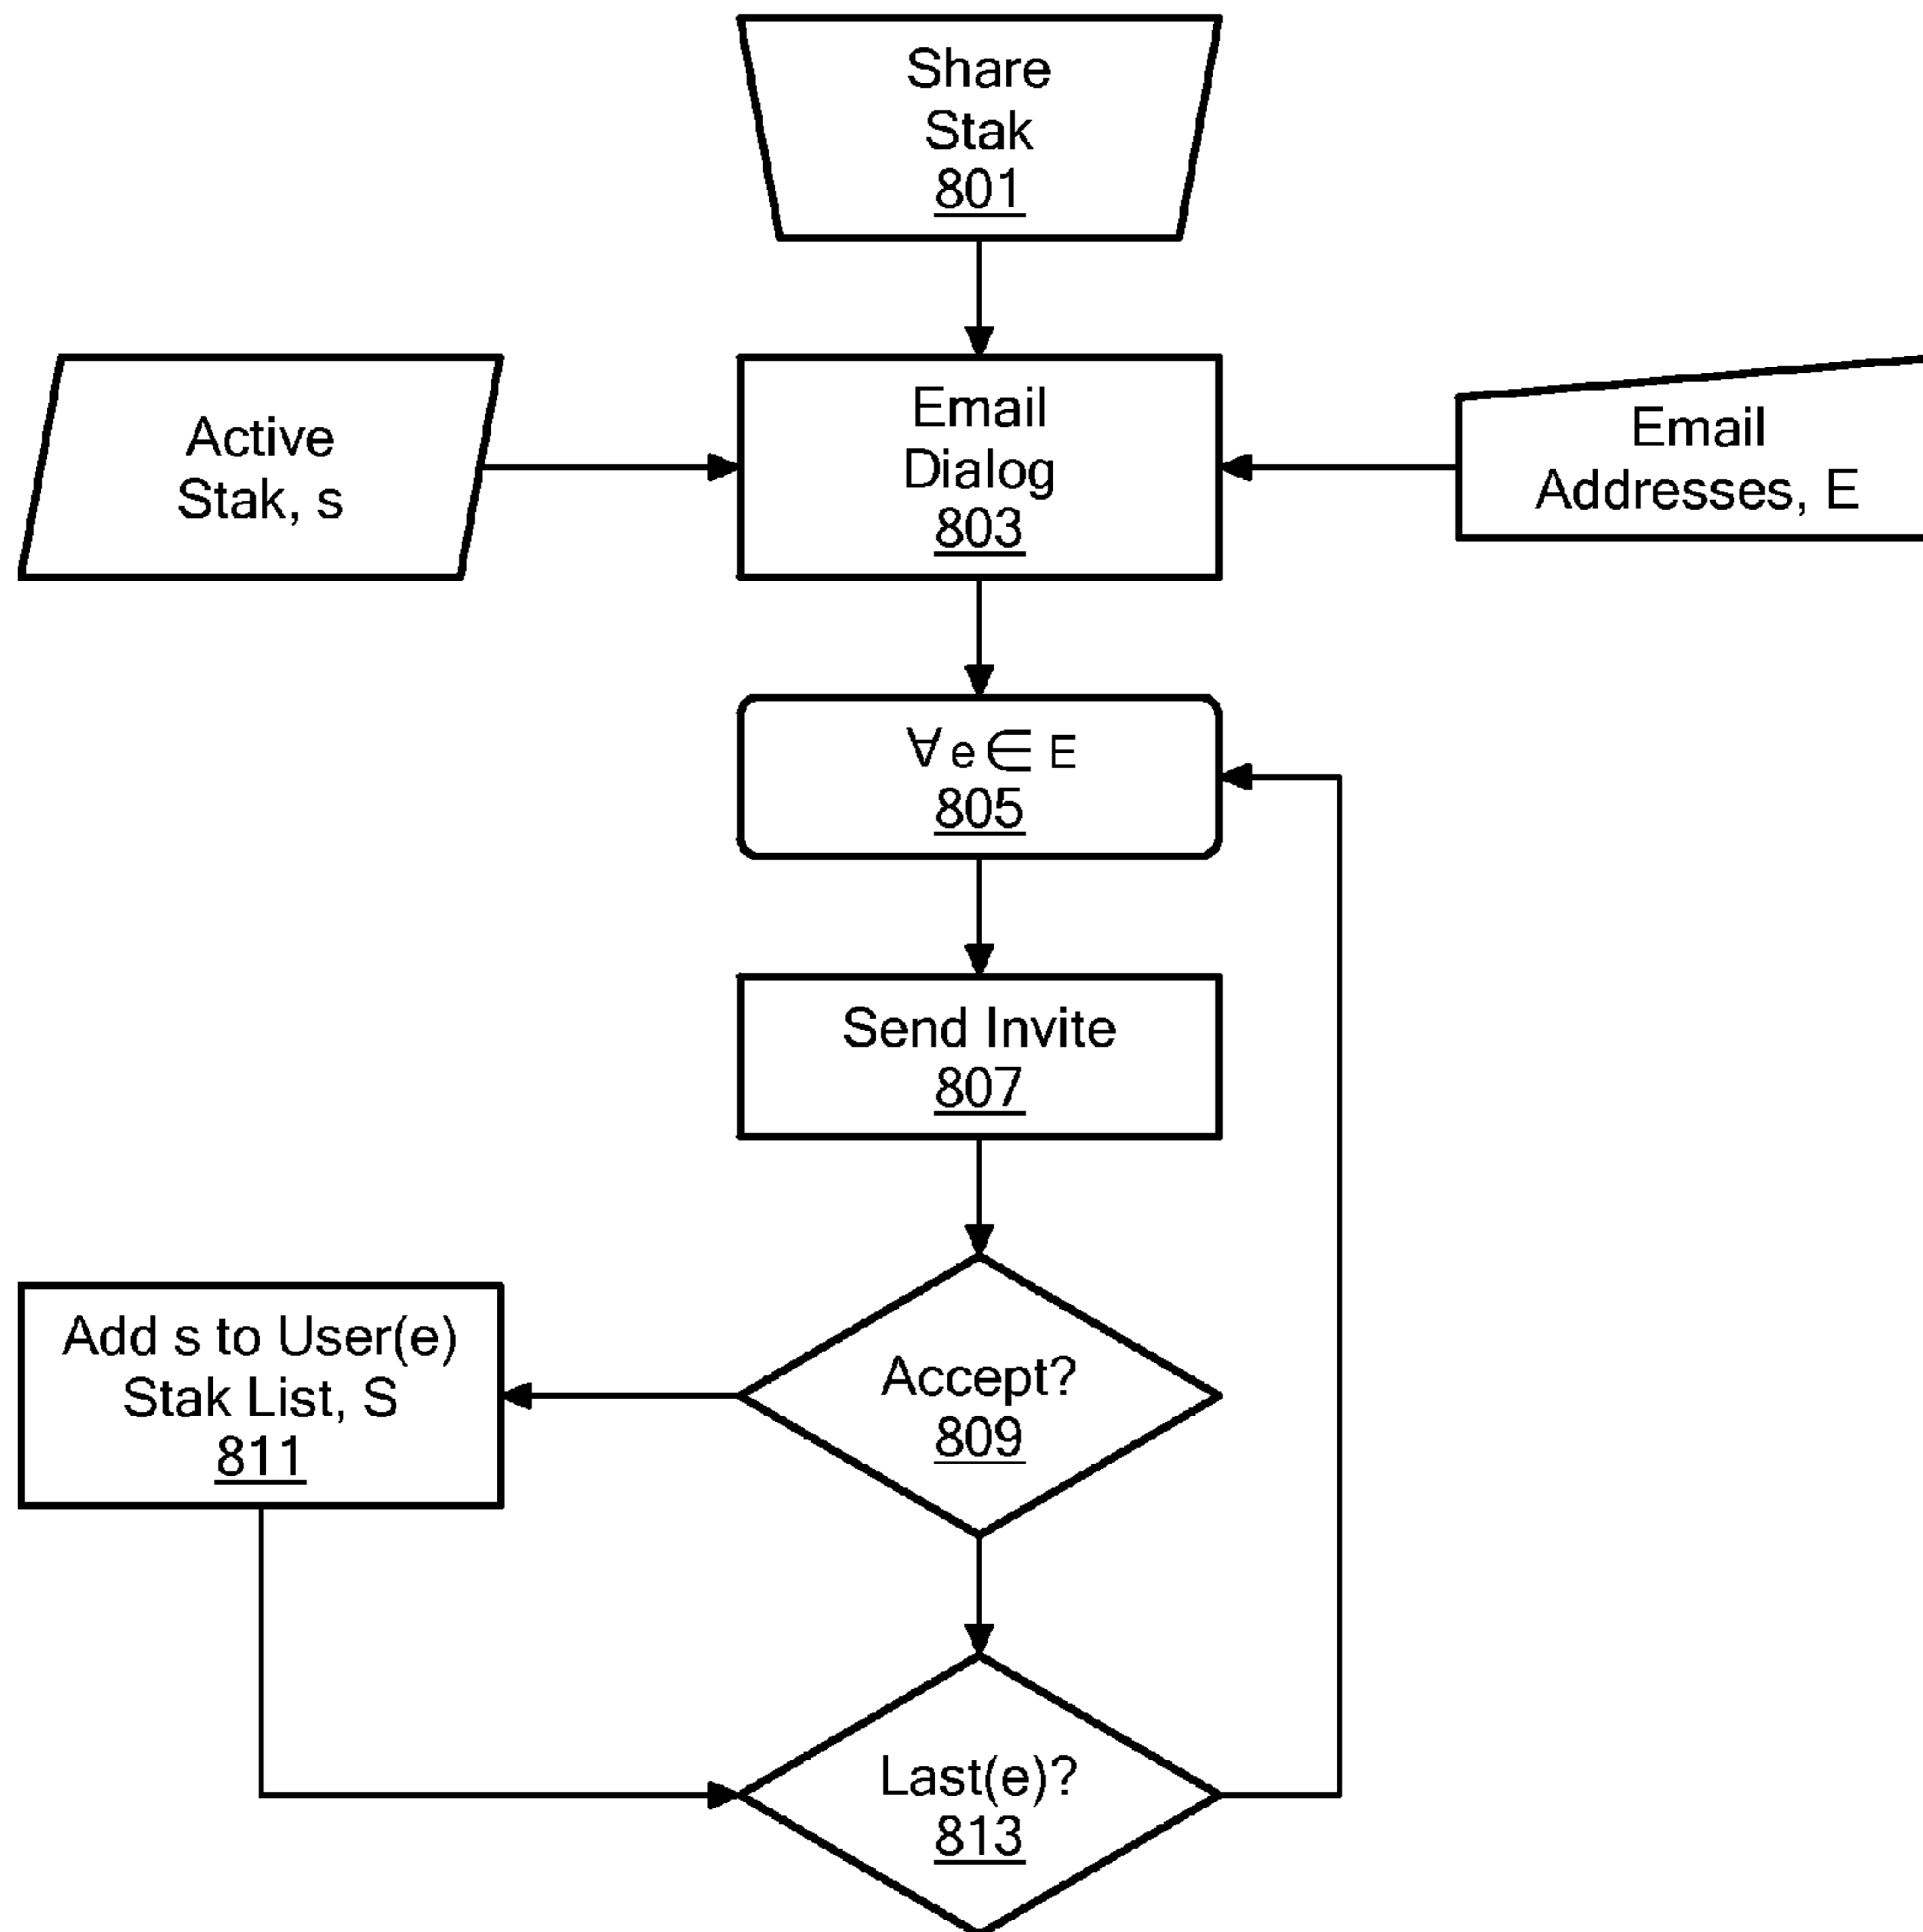 Share
Stak
801
Active
Stak, s
Email
Dialog
803
Email
Addresses, E
∀ e ∈ E
805
Send Invite
807
Add s to User(e)
Stak List, S
811
Accept?
809
Last(e)?
813